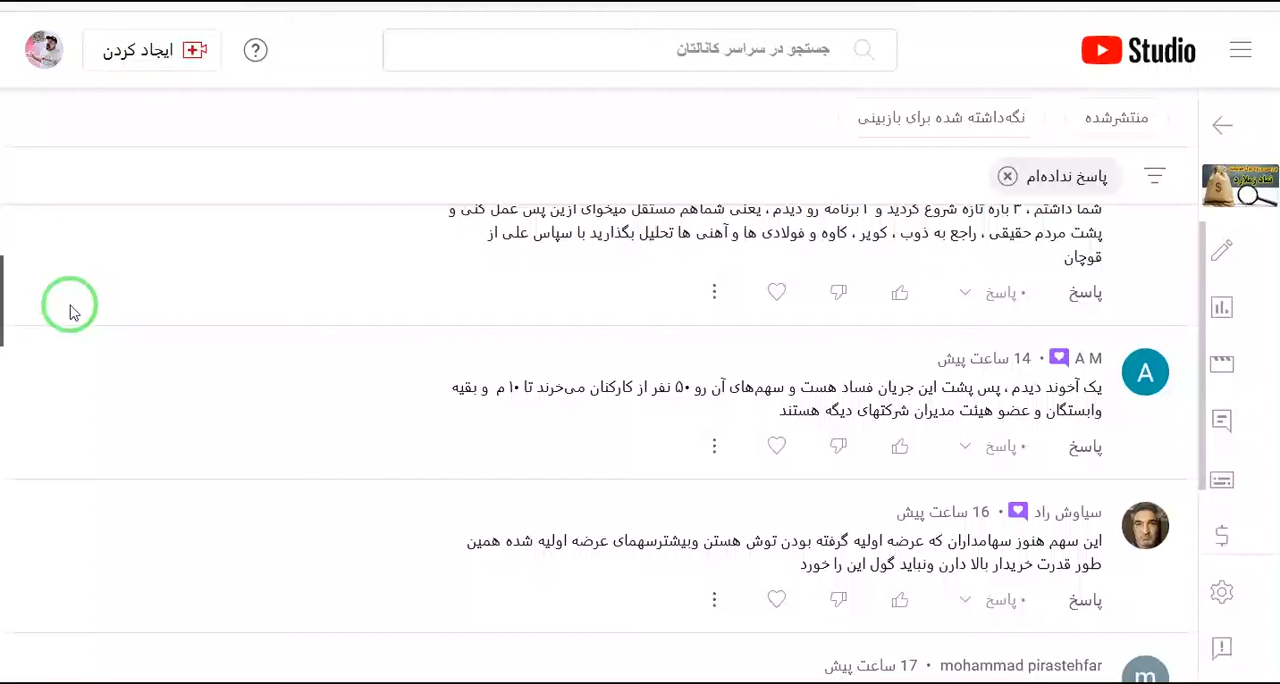 Studio
جستجو در سراسر کانالتان
ایجاد کردن
?
منتشرشده
نگه‌داشته شده برای بازبینی
پاسخ نداده‌ام
شما داشتم ، ۳ باره تازه شروع کردید و ۲ برنامه رو دیدم ، یعنی شماهم مستقل میخوای ازین پس عمل کنی و
پشت مردم حقیقی ، راجع به ذوب ، کویر ، کاوه و فولادی ها و آهنی ها تحلیل بگذارید با سپاس علی از
قوچان
پاسخ • پاسخ
A M • 14 ساعت پیش
A
یک آخوند دیدم ، پس پشت این جریان فساد هست و سهم‌های آن رو ۵۰ نفر از کارکنان می‌خرند تا ۱۰ م و بقیه
وابستگان و عضو هیئت مدیران شرکتهای دیگه هستند
پاسخ • پاسخ
سیاوش راد • 16 ساعت پیش
این سهم هنوز سهامداران که عرضه اولیه گرفته بودن توش هستن وبیشترسهمای عرضه اولیه شده همین
طور قدرت خریدار بالا دارن ونباید گول این را خورد
پاسخ • پاسخ
mohammad pirastehfar • 17 ساعت پیش
m